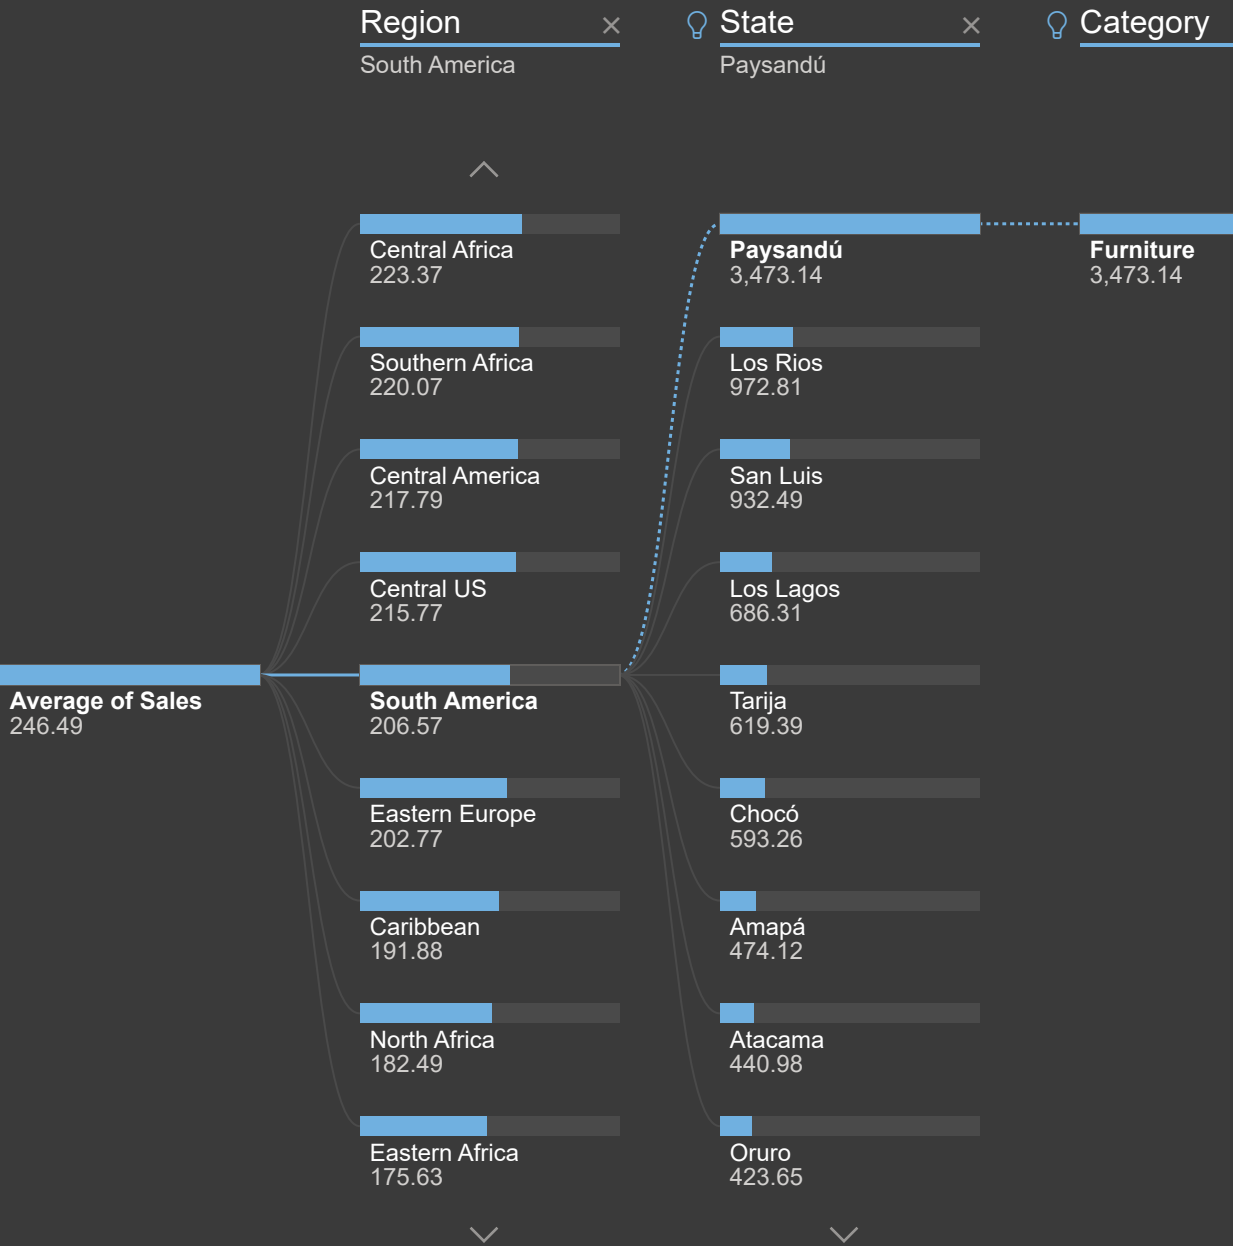 Region
South America
State
Paysandú
Category
Average of Sales
246.49
Central Africa
223.37
Southern Africa
220.07
Central America
217.79
Central US
215.77
South America
206.57
Eastern Europe
202.77
Caribbean
191.88
North Africa
182.49
Eastern Africa
175.63
Paysandú
3,473.14
Los Rios
972.81
San Luis
932.49
Los Lagos
686.31
Tarija
619.39
Chocó
593.26
Amapá
474.12
Atacama
440.98
Oruro
423.65
Furniture
3,473.14